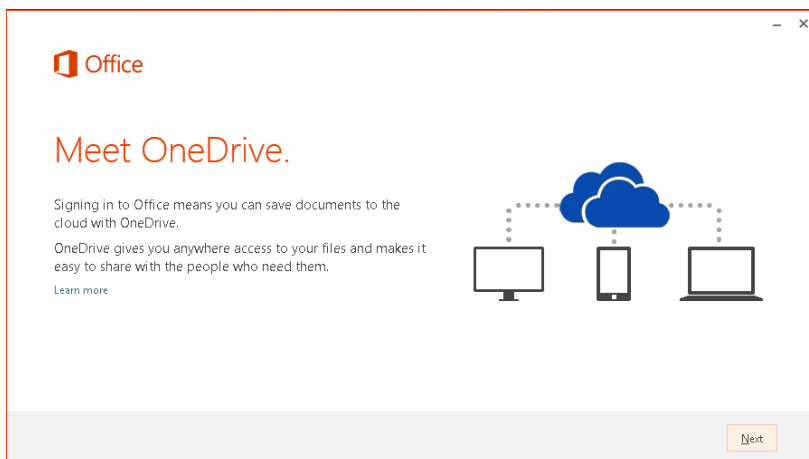 Office
Meet OneDrive.
Signing in to Office means you can save documents to the
cloud with OneDrive.
OneDrive gives you anywhere access to your files and makes it
easy to share with the people who need them.
Learn more
Next